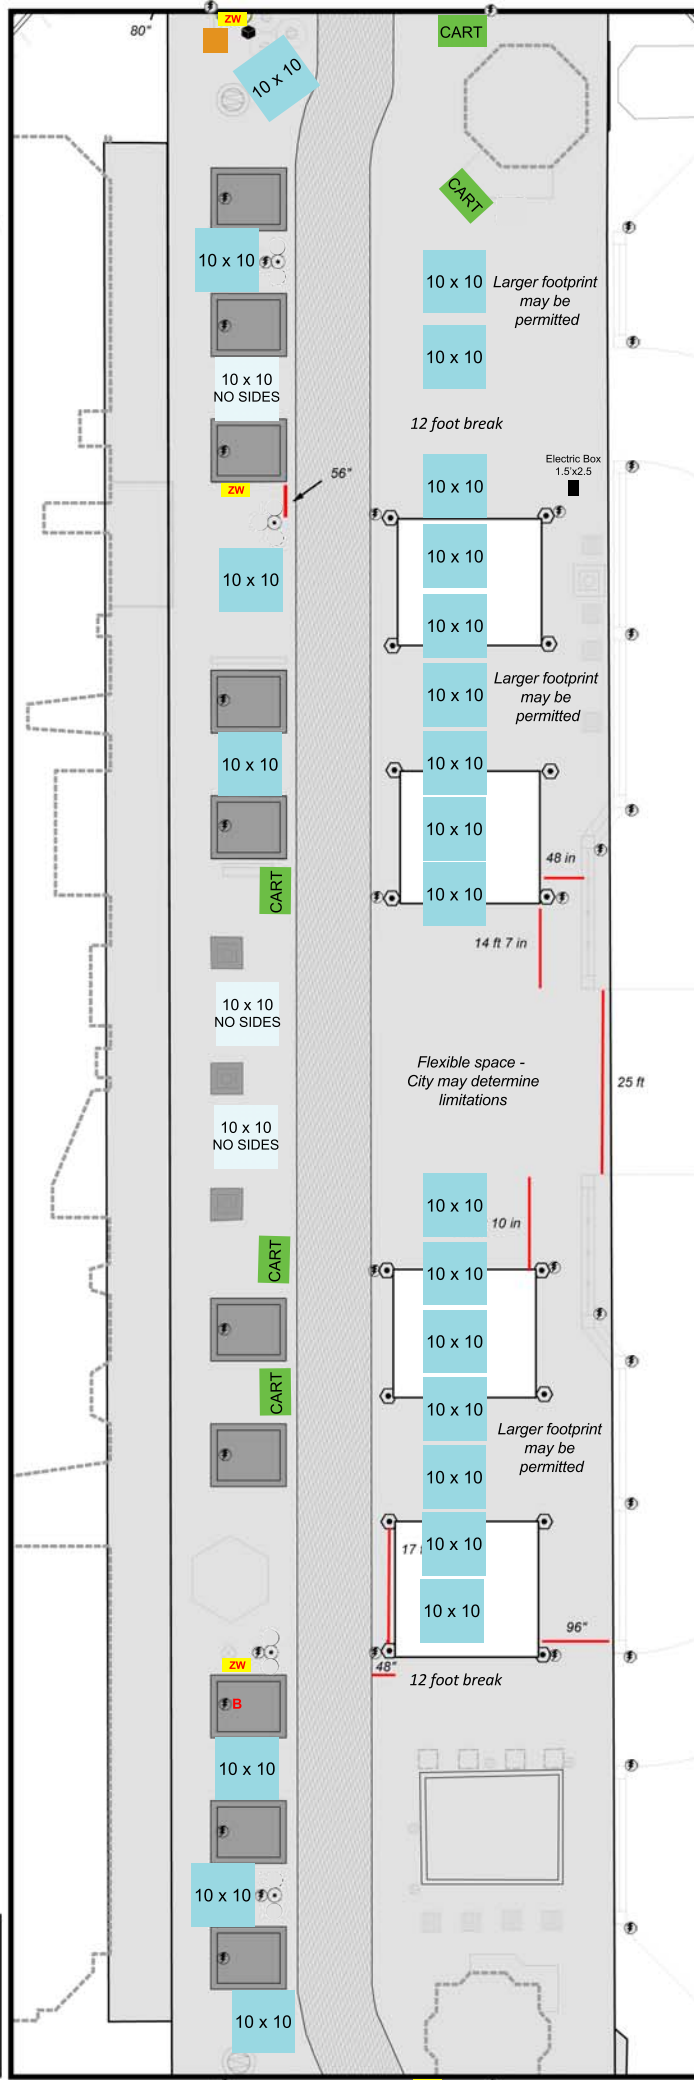 ZW
80"
CART
10 x 10
CART
10 x 10
10 x 10
Larger footprint
may be
permitted
10 x 10
10 x 10
NO SIDES
12 foot break
ZW
56"
10 x 10
Electric Box
1.5'x2.5
10 x 10
10 x 10
10 x 10
10 x 10
Larger footprint
may be
permitted
10 x 10
10 x 10
10 x 10
48 in
CART
10 x 10
14 ft 7 in
10 x 10
NO SIDES
Flexible space -
City may determine
limitations
25 ft
10 x 10
NO SIDES
10 x 10
10 in
CART
10 x 10
10 x 10
CART
10 x 10
Larger footprint
may be
permitted
10 x 10
17
10 x 10
10 x 10
96"
ZW
48"
12 foot break
B
10 x 10
10 x 10
10 x 10